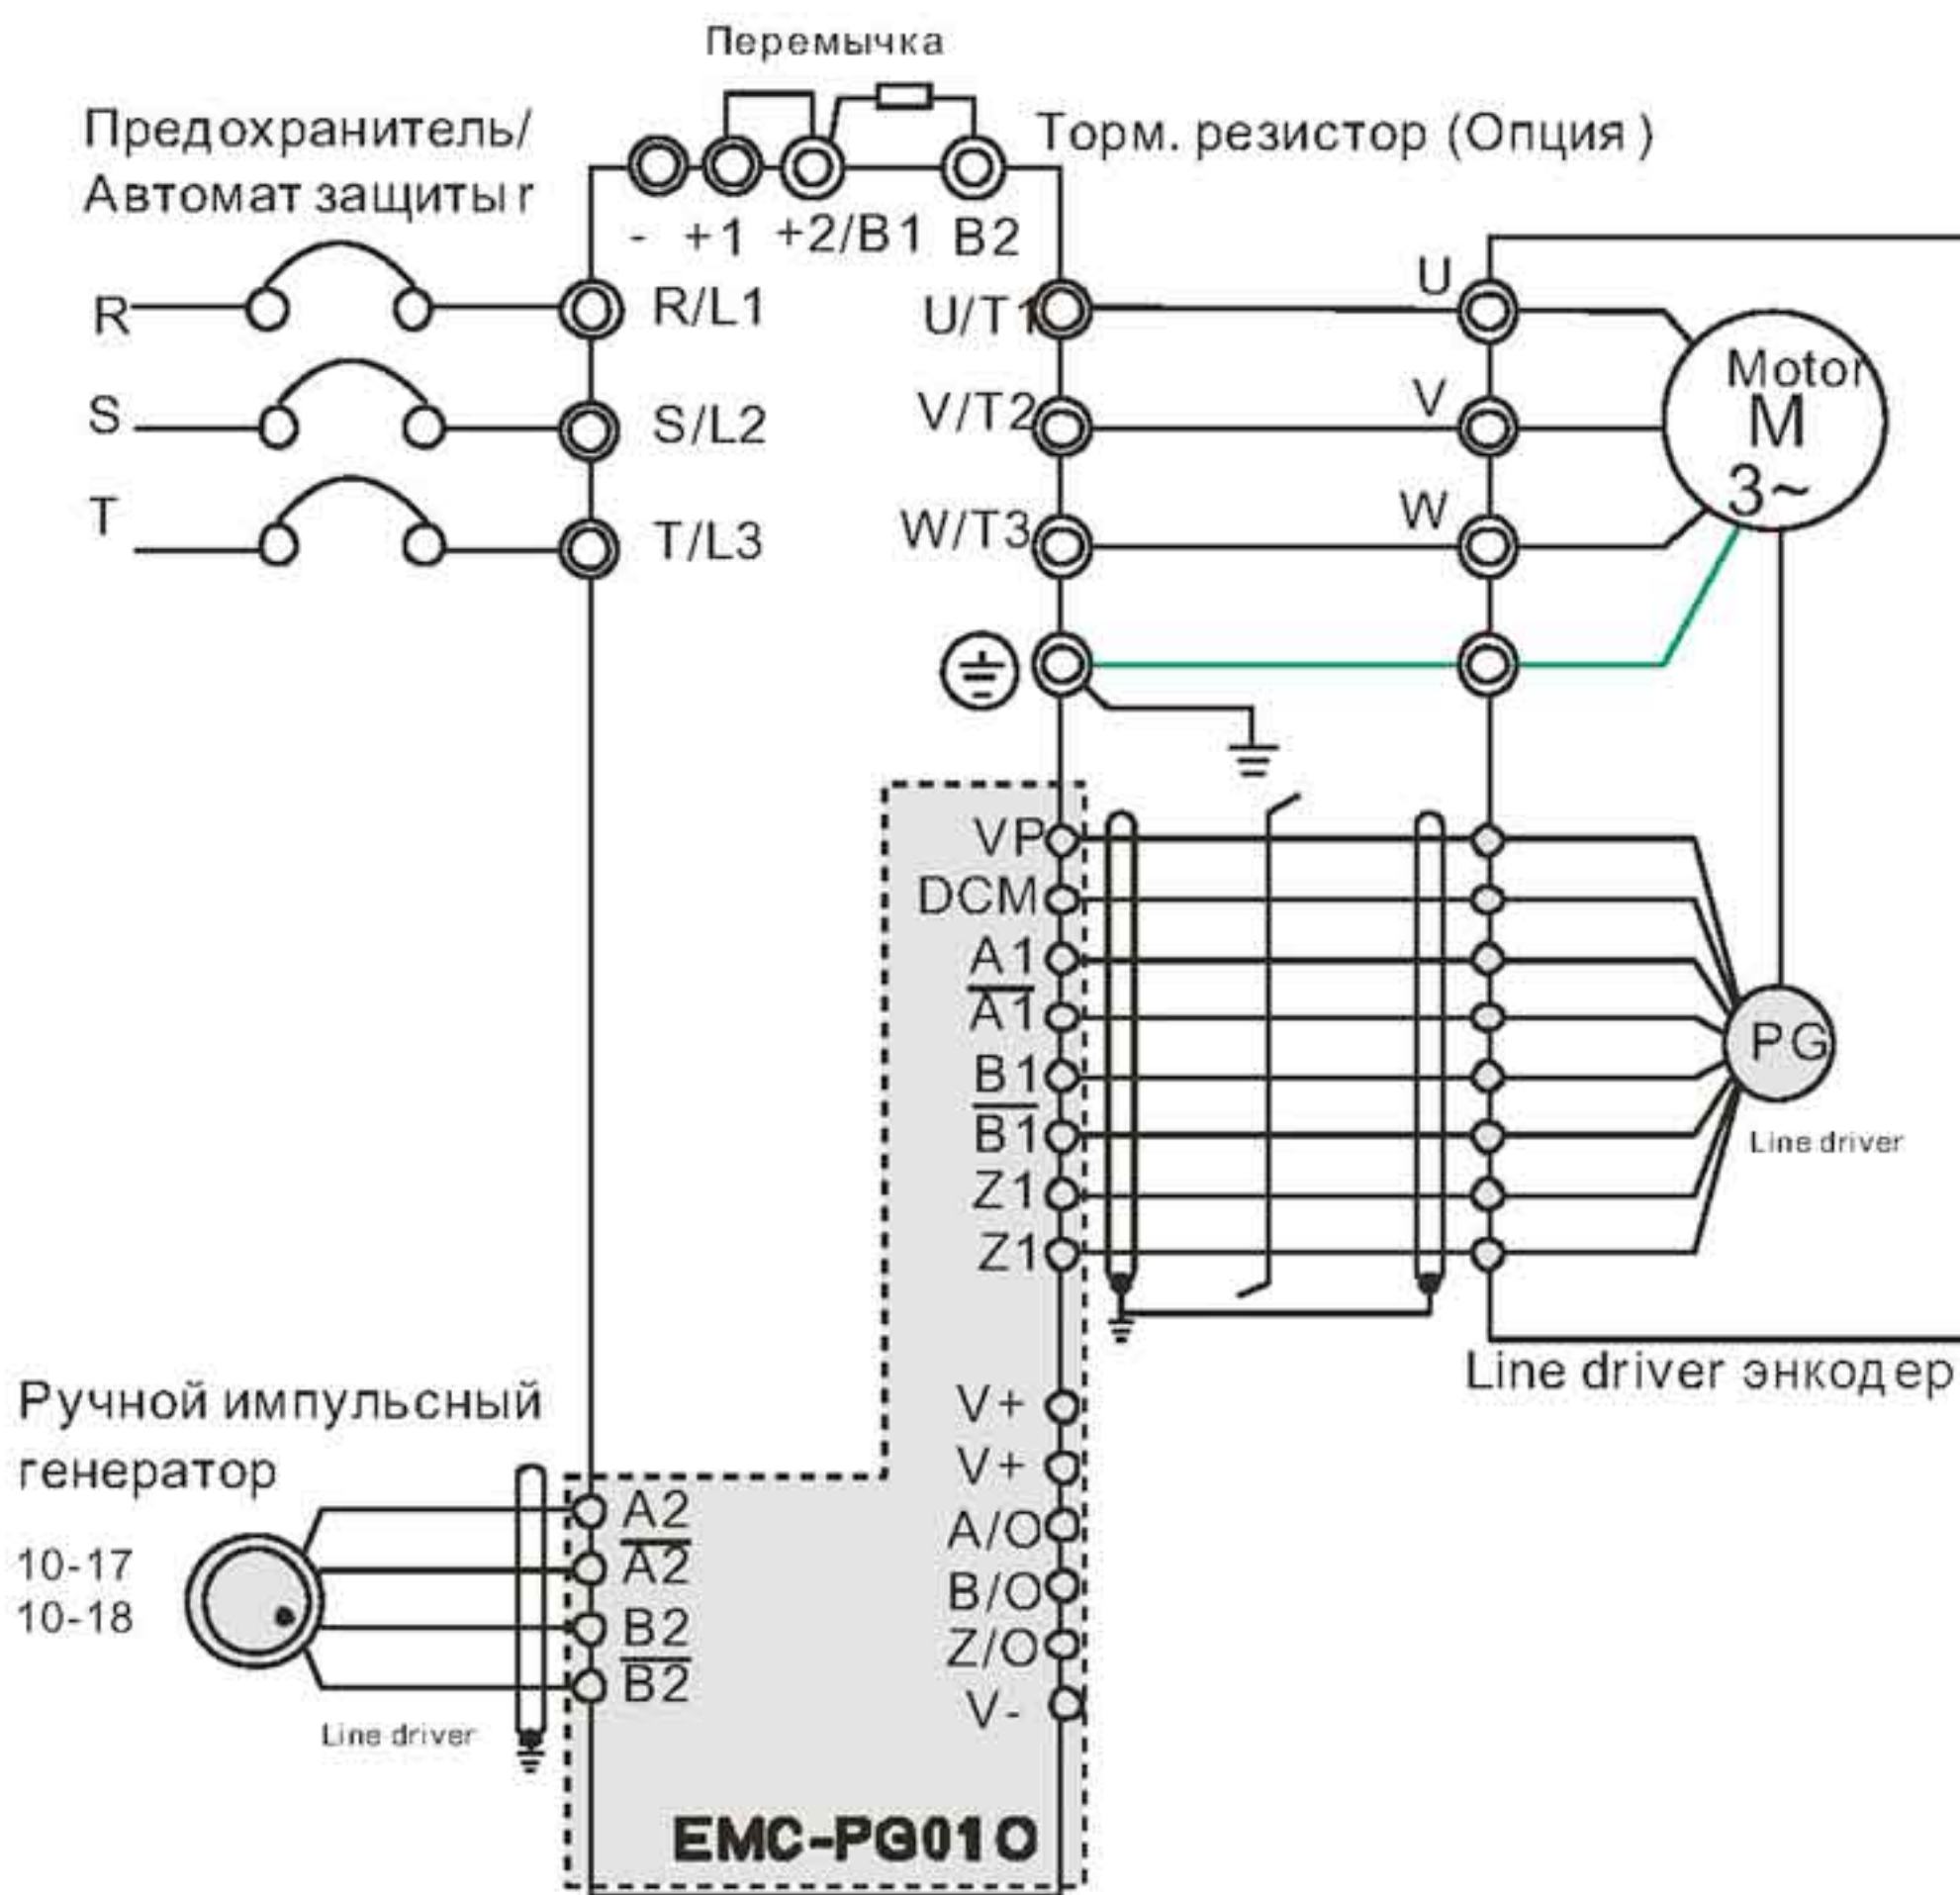 Перемычка
Предохранитель/
Автомат защиты r
Торм. резистор (Опция)
- +1 +2/B1 B2
R
R/L1
U/T1
U
S
S/L2
V/T2
V
T
T/L3
W/T3
W
Motor
M
3~
VP
DCM
A1
A1
B1
B1
Z1
Z1
PG
Line driver
Line driver энкодер
V+
V+
A/O
B/O
Z/O
V-
Ручной импульсный
генератор
10-17
10-18
A2
A2
B2
B2
Line driver
EMC-PG01O